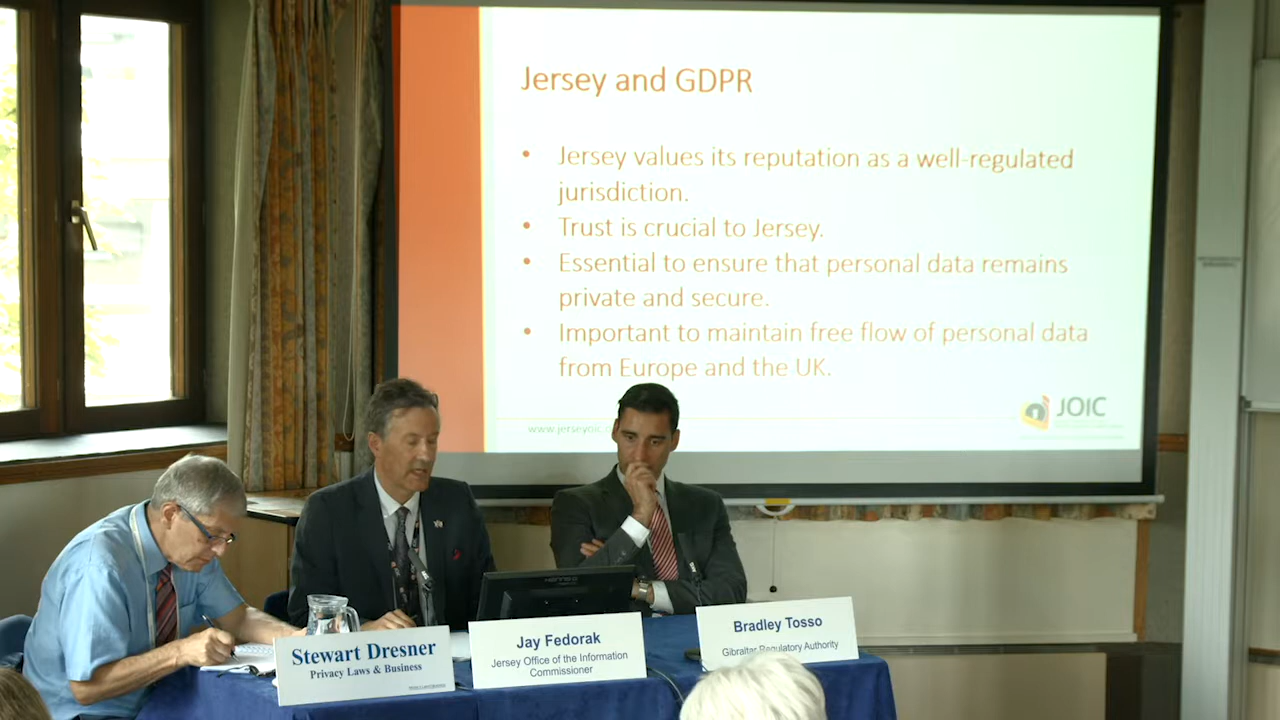 Jersey and GDPR
• Jersey values its reputation as a well-regulated
jurisdiction.
• Trust is crucial to Jersey.
• Essential to ensure that personal data remains
private and secure.
• Important to maintain free flow of personal data
from Europe and the UK.
JOIC
Stewart Dresner
Privacy Laws & Business
Jay Fedorak
Jersey Office of the Information
Commissioner
Bradley Tosso
Gibraltar Regulatory Authority